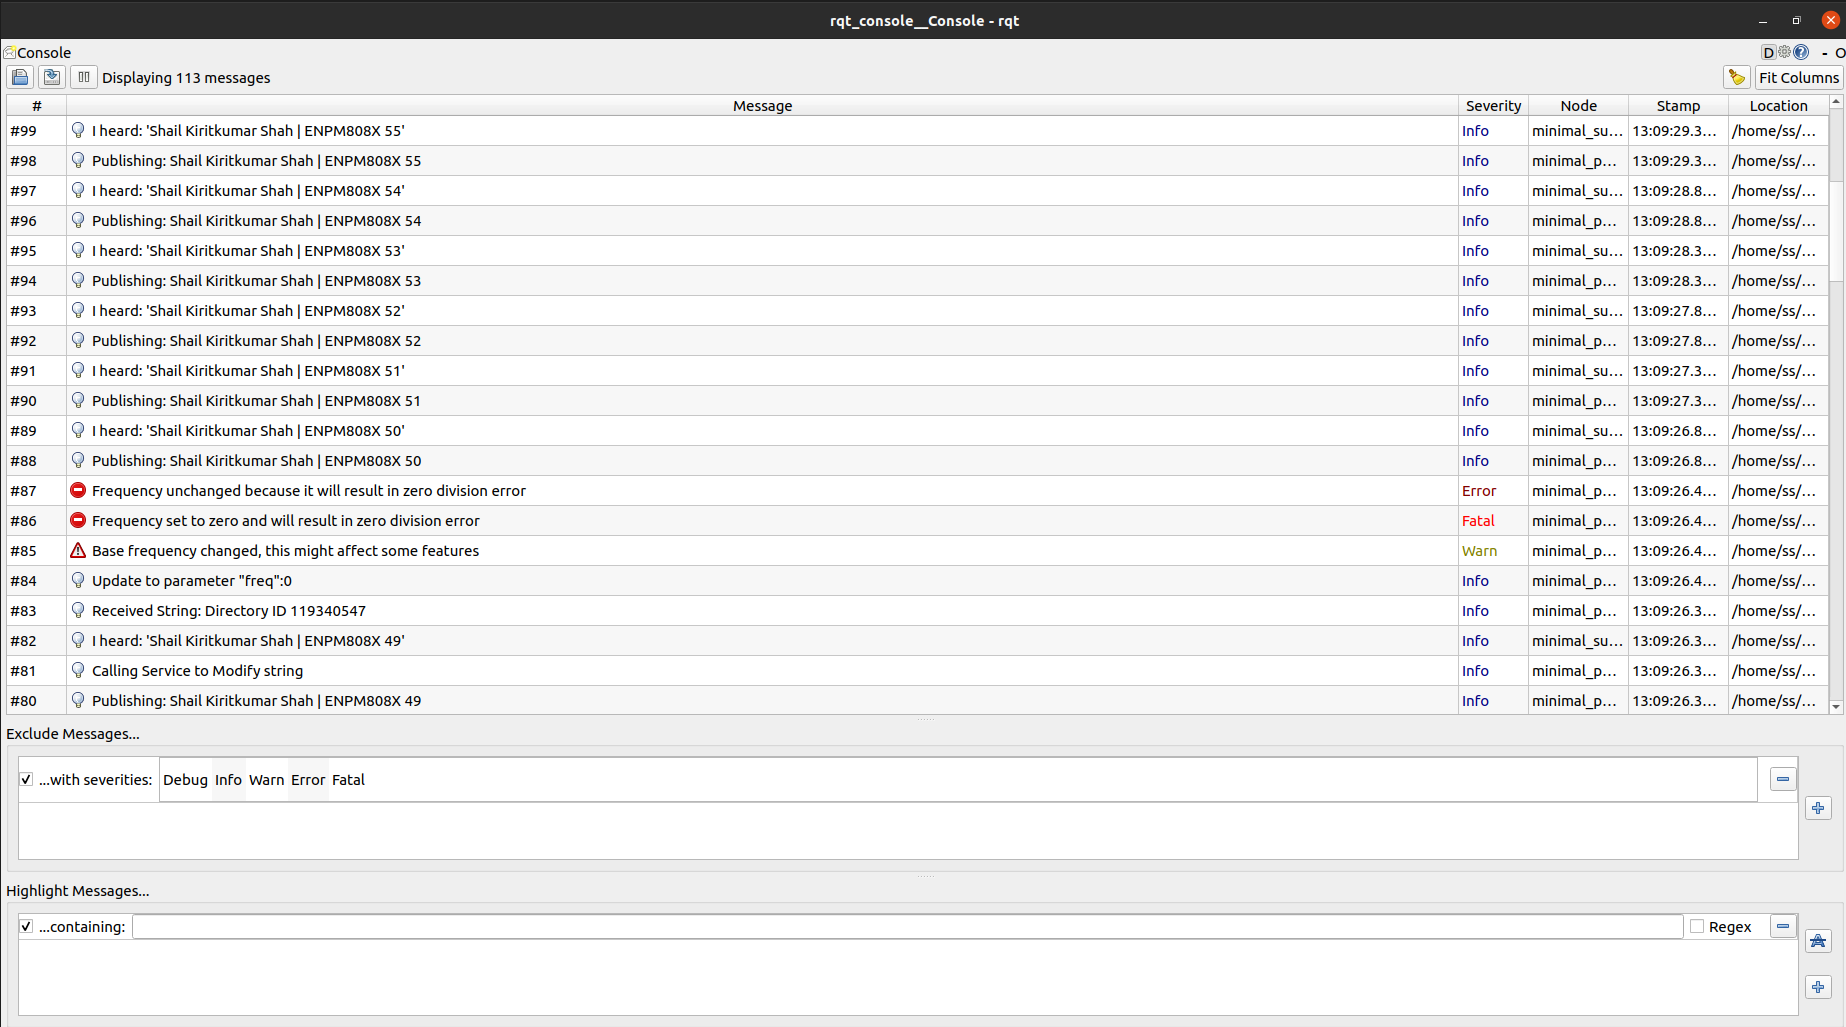 rqt_console__Console - rqt
Console D ? - O
Displaying 113 messages Fit Columns
# Message Severity Node Stamp Location
#99 I heard: 'Shail Kiritkumar Shah | ENPM808X 55' Info minimal_su... 13:09:29.3... /home/ss/...
#98 Publishing: Shail Kiritkumar Shah | ENPM808X 55 Info minimal_p... 13:09:29.3... /home/ss/...
#97 I heard: 'Shail Kiritkumar Shah | ENPM808X 54' Info minimal_su... 13:09:28.8... /home/ss/...
#96 Publishing: Shail Kiritkumar Shah | ENPM808X 54 Info minimal_p... 13:09:28.8... /home/ss/...
#95 I heard: 'Shail Kiritkumar Shah | ENPM808X 53' Info minimal_su... 13:09:28.3... /home/ss/...
#94 Publishing: Shail Kiritkumar Shah | ENPM808X 53 Info minimal_p... 13:09:28.3... /home/ss/...
#93 I heard: 'Shail Kiritkumar Shah | ENPM808X 52' Info minimal_su... 13:09:27.8... /home/ss/...
#92 Publishing: Shail Kiritkumar Shah | ENPM808X 52 Info minimal_p... 13:09:27.8... /home/ss/...
#91 I heard: 'Shail Kiritkumar Shah | ENPM808X 51' Info minimal_su... 13:09:27.3... /home/ss/...
#90 Publishing: Shail Kiritkumar Shah | ENPM808X 51 Info minimal_p... 13:09:27.3... /home/ss/...
#89 I heard: 'Shail Kiritkumar Shah | ENPM808X 50' Info minimal_su... 13:09:26.8... /home/ss/...
#88 Publishing: Shail Kiritkumar Shah | ENPM808X 50 Info minimal_p... 13:09:26.8... /home/ss/...
#87 Frequency unchanged because it will result in zero division error Error minimal_p... 13:09:26.4... /home/ss/...
#86 Frequency set to zero and will result in zero division error Fatal minimal_p... 13:09:26.4... /home/ss/...
#85 Base frequency changed, this might affect some features Warn minimal_p... 13:09:26.4... /home/ss/...
#84 Update to parameter "freq":0 Info minimal_p... 13:09:26.4... /home/ss/...
#83 Received String: Directory ID 119340547 Info minimal_p... 13:09:26.3... /home/ss/...
#82 I heard: 'Shail Kiritkumar Shah | ENPM808X 49' Info minimal_su... 13:09:26.3... /home/ss/...
#81 Calling Service to Modify string Info minimal_p... 13:09:26.3... /home/ss/...
#80 Publishing: Shail Kiritkumar Shah | ENPM808X 49 Info minimal_p... 13:09:26.3... /home/ss/...
Exclude Messages...
...with severities: Debug Info Warn Error Fatal
Highlight Messages...
...containing: Regex